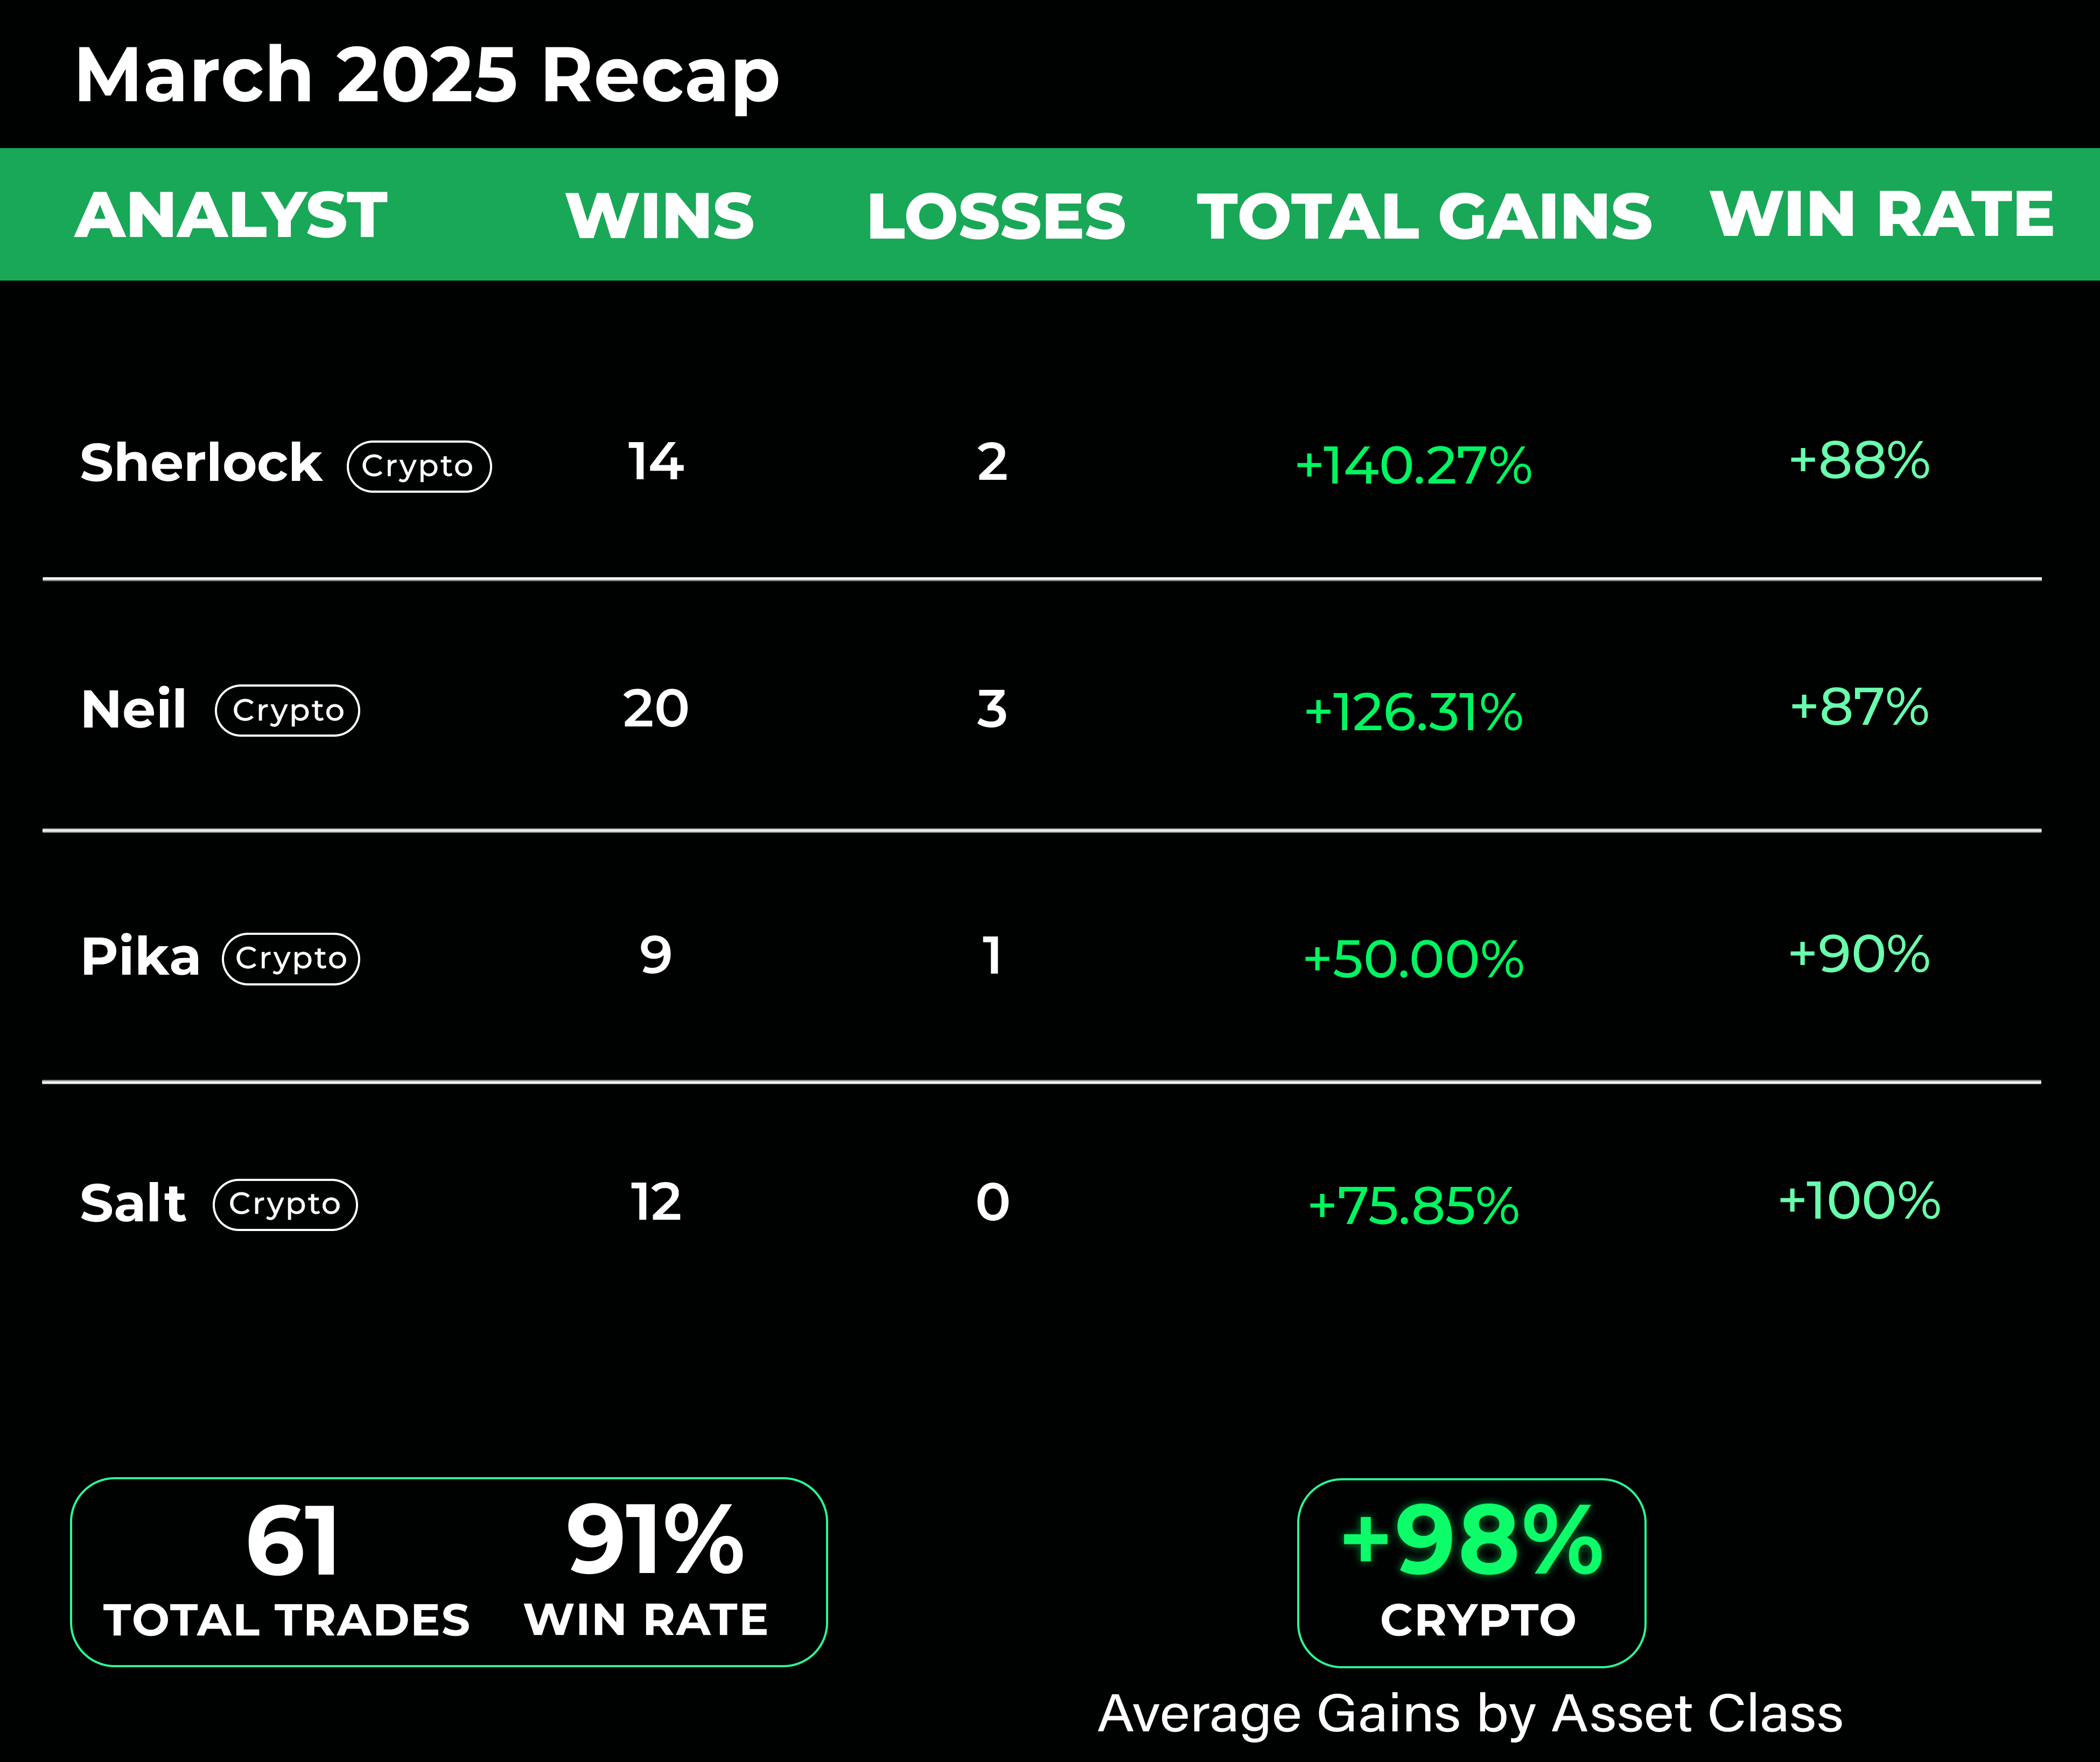 March 2025 Recap
ANALYST WINS LOSSES TOTAL GAINS WIN RATE
Sherlock Crypto 14 2 +140.27% +88%
Neil Crypto 20 3 +126.31% +87%
Pika Crypto 9 1 +50.00% +90%
Salt Crypto 12 0 +75.85% +100%
61 91% +98%
TOTAL TRADES WIN RATE CRYPTO
Average Gains by Asset Class